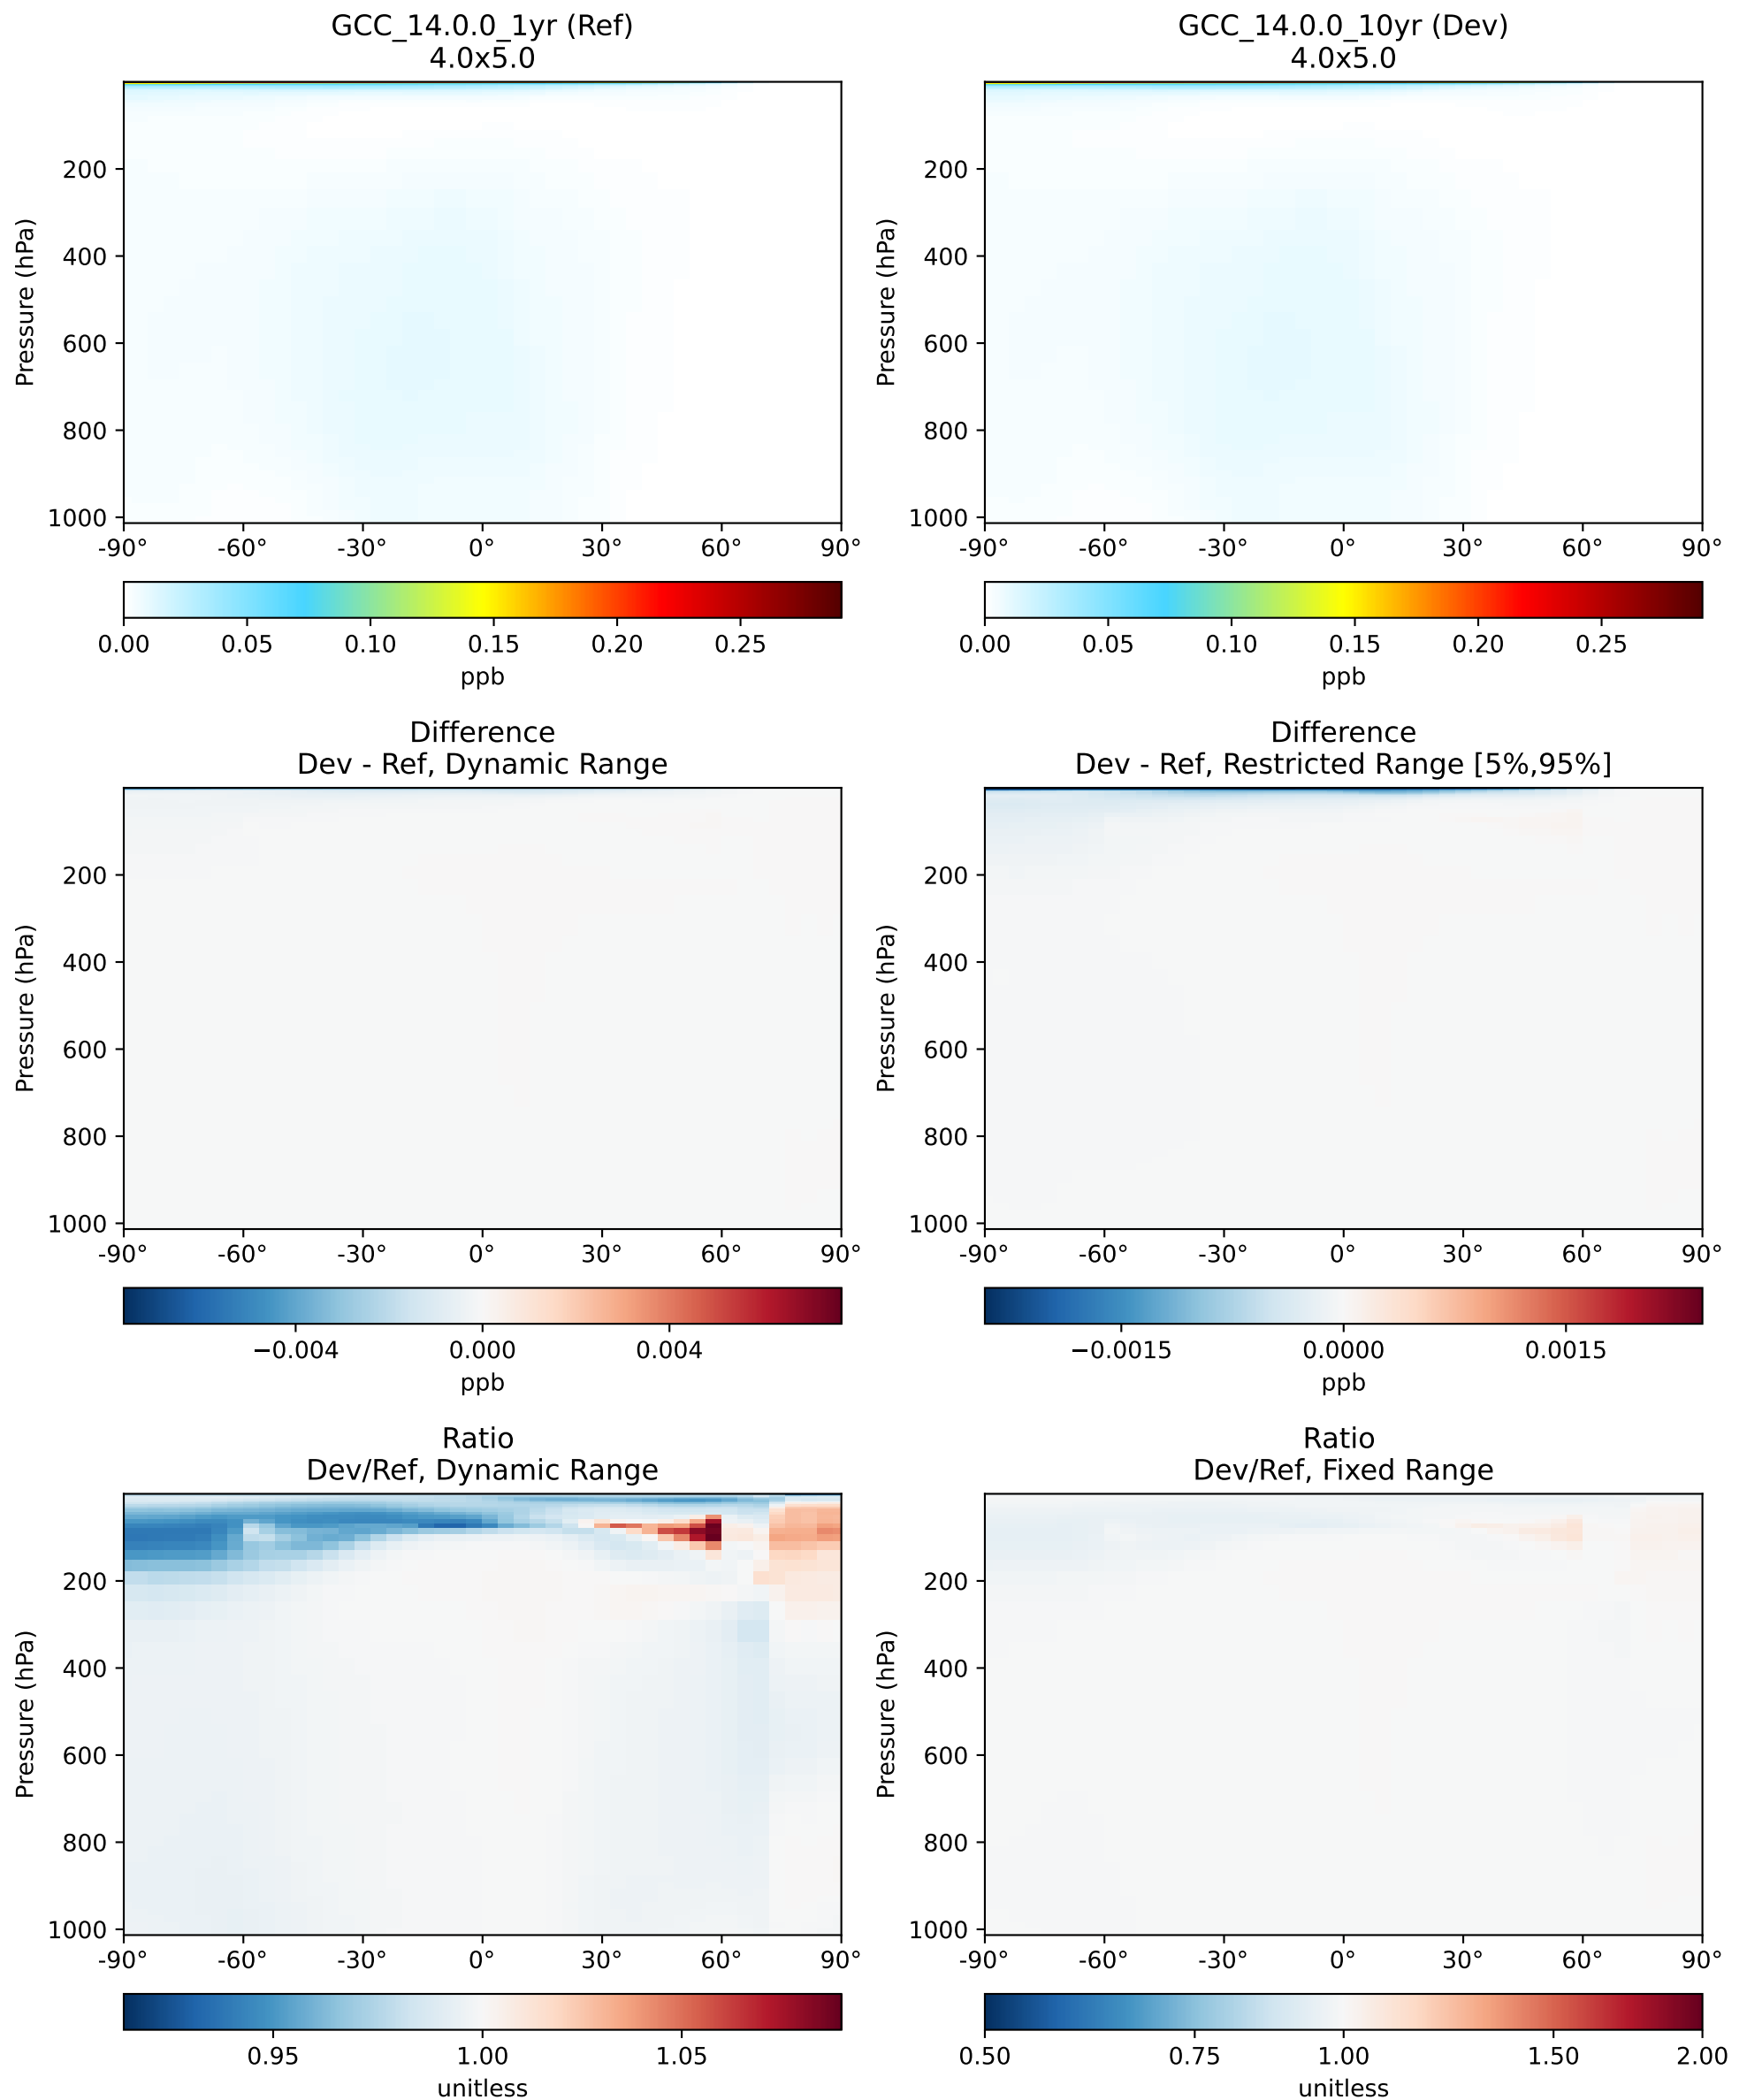 GCC_14.0.0_1yr (Ref)
4.0x5.0
Pressure (hPa)
200
400
600
800
1000
-90° -60° -30° 0° 30° 60° 90°
0.00 0.05 0.10 0.15 0.20 0.25
ppb
GCC_14.0.0_10yr (Dev)
4.0x5.0
Pressure (hPa)
200
400
600
800
1000
-90° -60° -30° 0° 30° 60° 90°
0.00 0.05 0.10 0.15 0.20 0.25
ppb
Difference
Dev - Ref, Dynamic Range
Pressure (hPa)
200
400
600
800
1000
-90° -60° -30° 0° 30° 60° 90°
−0.004 0.000 0.004
ppb
Difference
Dev - Ref, Restricted Range [5%,95%]
Pressure (hPa)
200
400
600
800
1000
-90° -60° -30° 0° 30° 60° 90°
−0.0015 0.0000 0.0015
ppb
Ratio
Dev/Ref, Dynamic Range
Pressure (hPa)
200
400
600
800
1000
-90° -60° -30° 0° 30° 60° 90°
0.95 1.00 1.05
unitless
Ratio
Dev/Ref, Fixed Range
Pressure (hPa)
200
400
600
800
1000
-90° -60° -30° 0° 30° 60° 90°
0.50 0.75 1.00 1.50 2.00
unitless